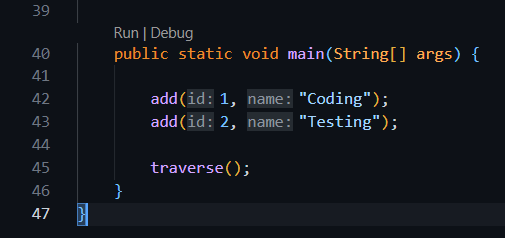 39
Run | Debug
40 public static void main(String[] args) {
41
42 add(id: 1, name: "Coding");
43 add(id: 2, name: "Testing");
44
45 traverse();
46 }
47 }